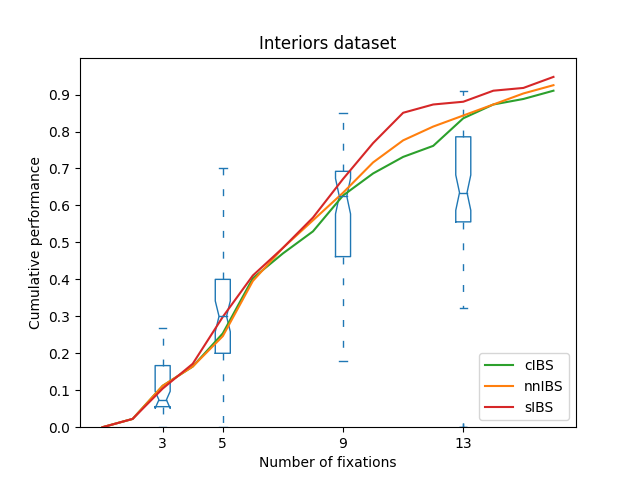 Interiors dataset
Cumulative performance
0.9
0.8
0.7
0.6
0.5
0.4
0.3
0.2
0.1
0.0
3 5 9 13
Number of fixations
cIBS
nnIBS
sIBS